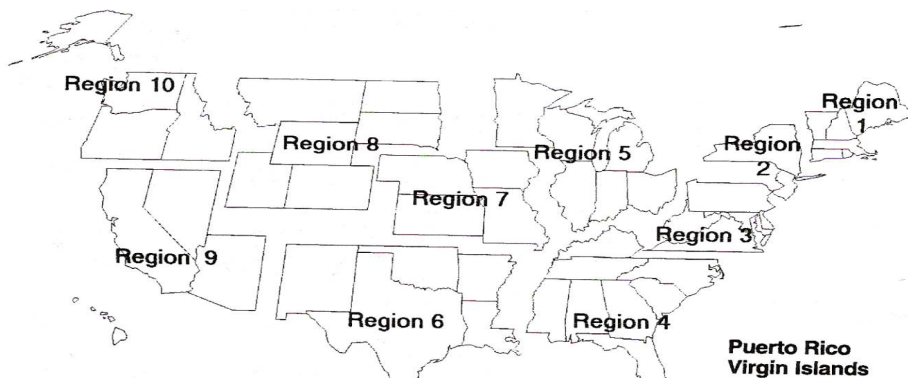 Region 10
Region
1
Region 8
Region 5
Region
2
Region 7
Region 3
Region 9
Region 6
Region 4
Puerto Rico
Virgin Islands